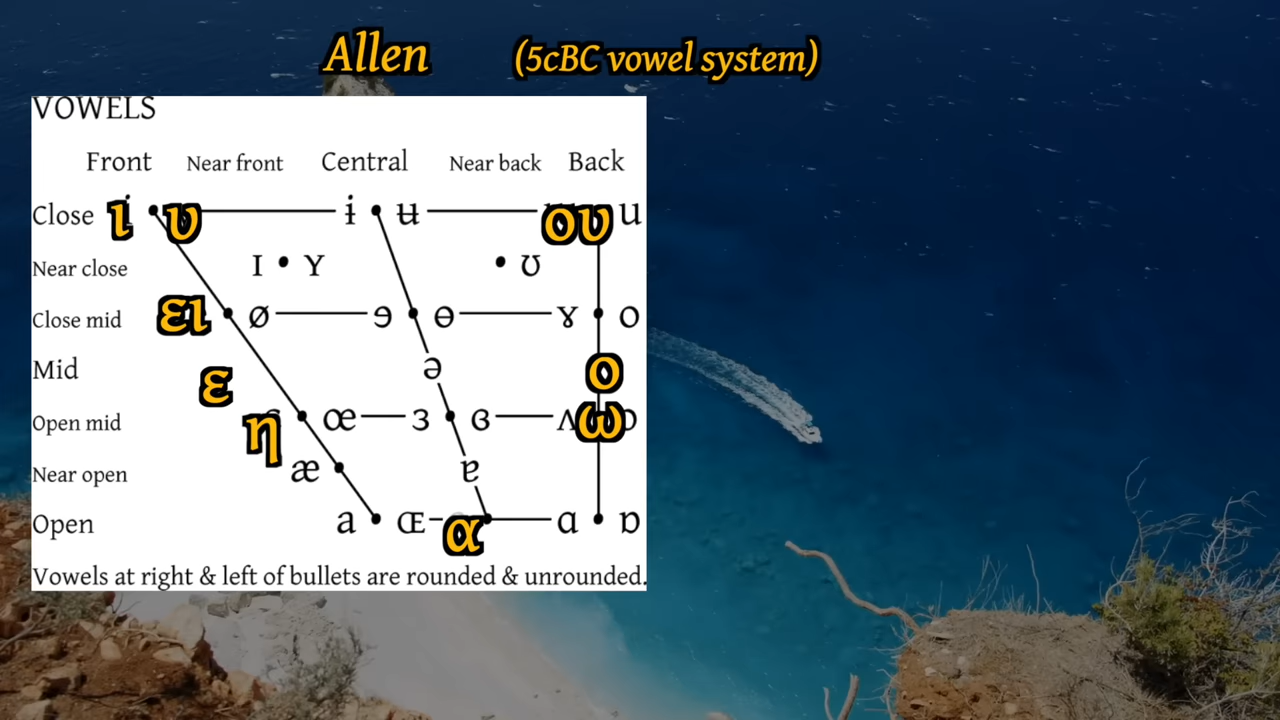 Allen (5cBC vowel system)
VOWELS
Front Near front Central Near back Back
Close ι υ ɨ ʉ ου u
Near close ɪ ʏ ʊ
Close mid ει ø ɘ ɵ ɤ o
Mid ε ə ο
Open mid η œ ɜ ɞ ʌ ω
Near open æ ɐ
Open a Œ α ɑ ɒ
Vowels at right & left of bullets are rounded & unrounded.